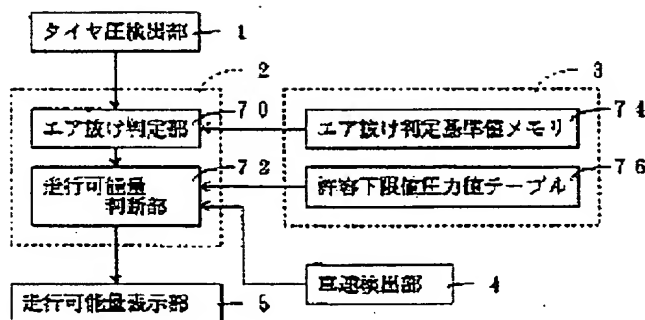 タイヤ圧検出部
1
2
3
70
74
エア抜け判定部
エア抜け判定基準値メモリ
72
76
走行可能量
判断部
許容下限値圧力値テーブル
車速検出部
4
走行可能量表示部
5